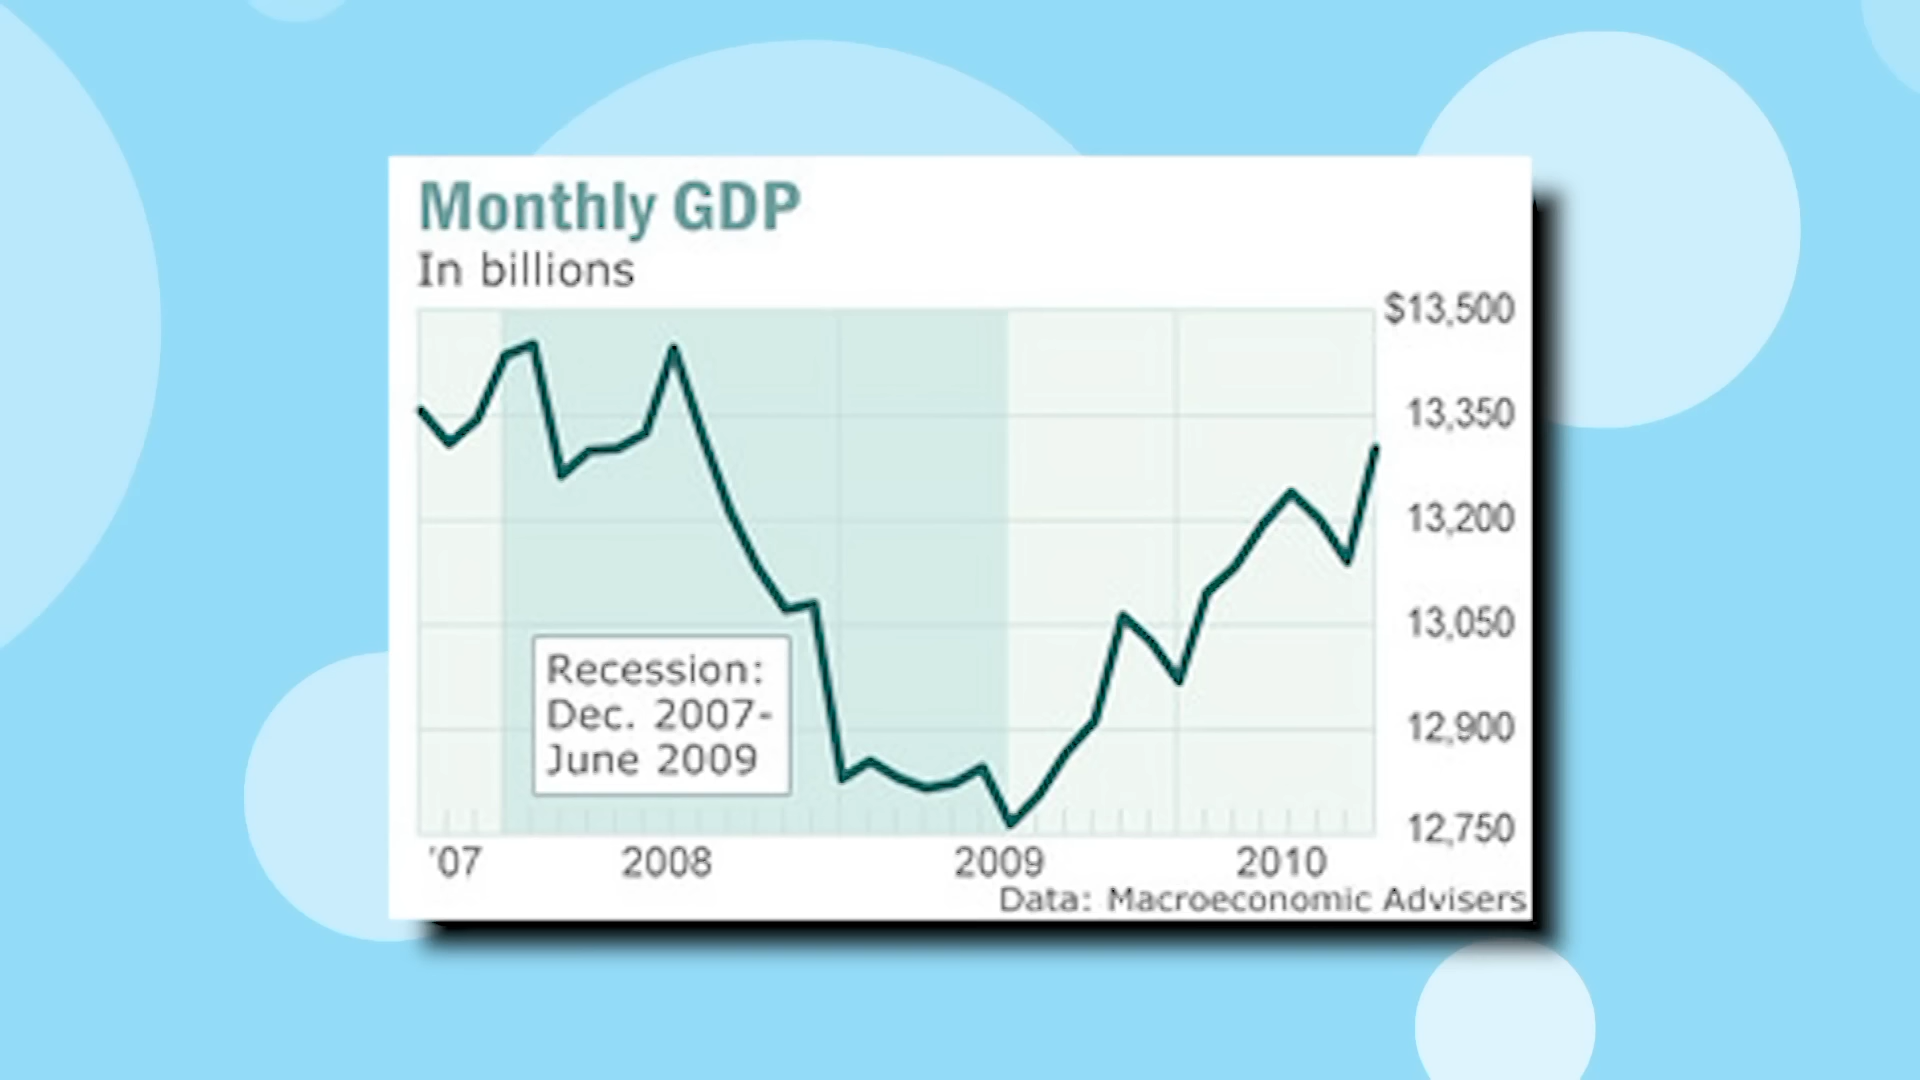 Monthly GDP
In billions
$13,500
13,350
13,200
13,050
12,900
12,750
Recession:
Dec. 2007-
June 2009
'07 2008 2009 2010
Data: Macroeconomic Advisers